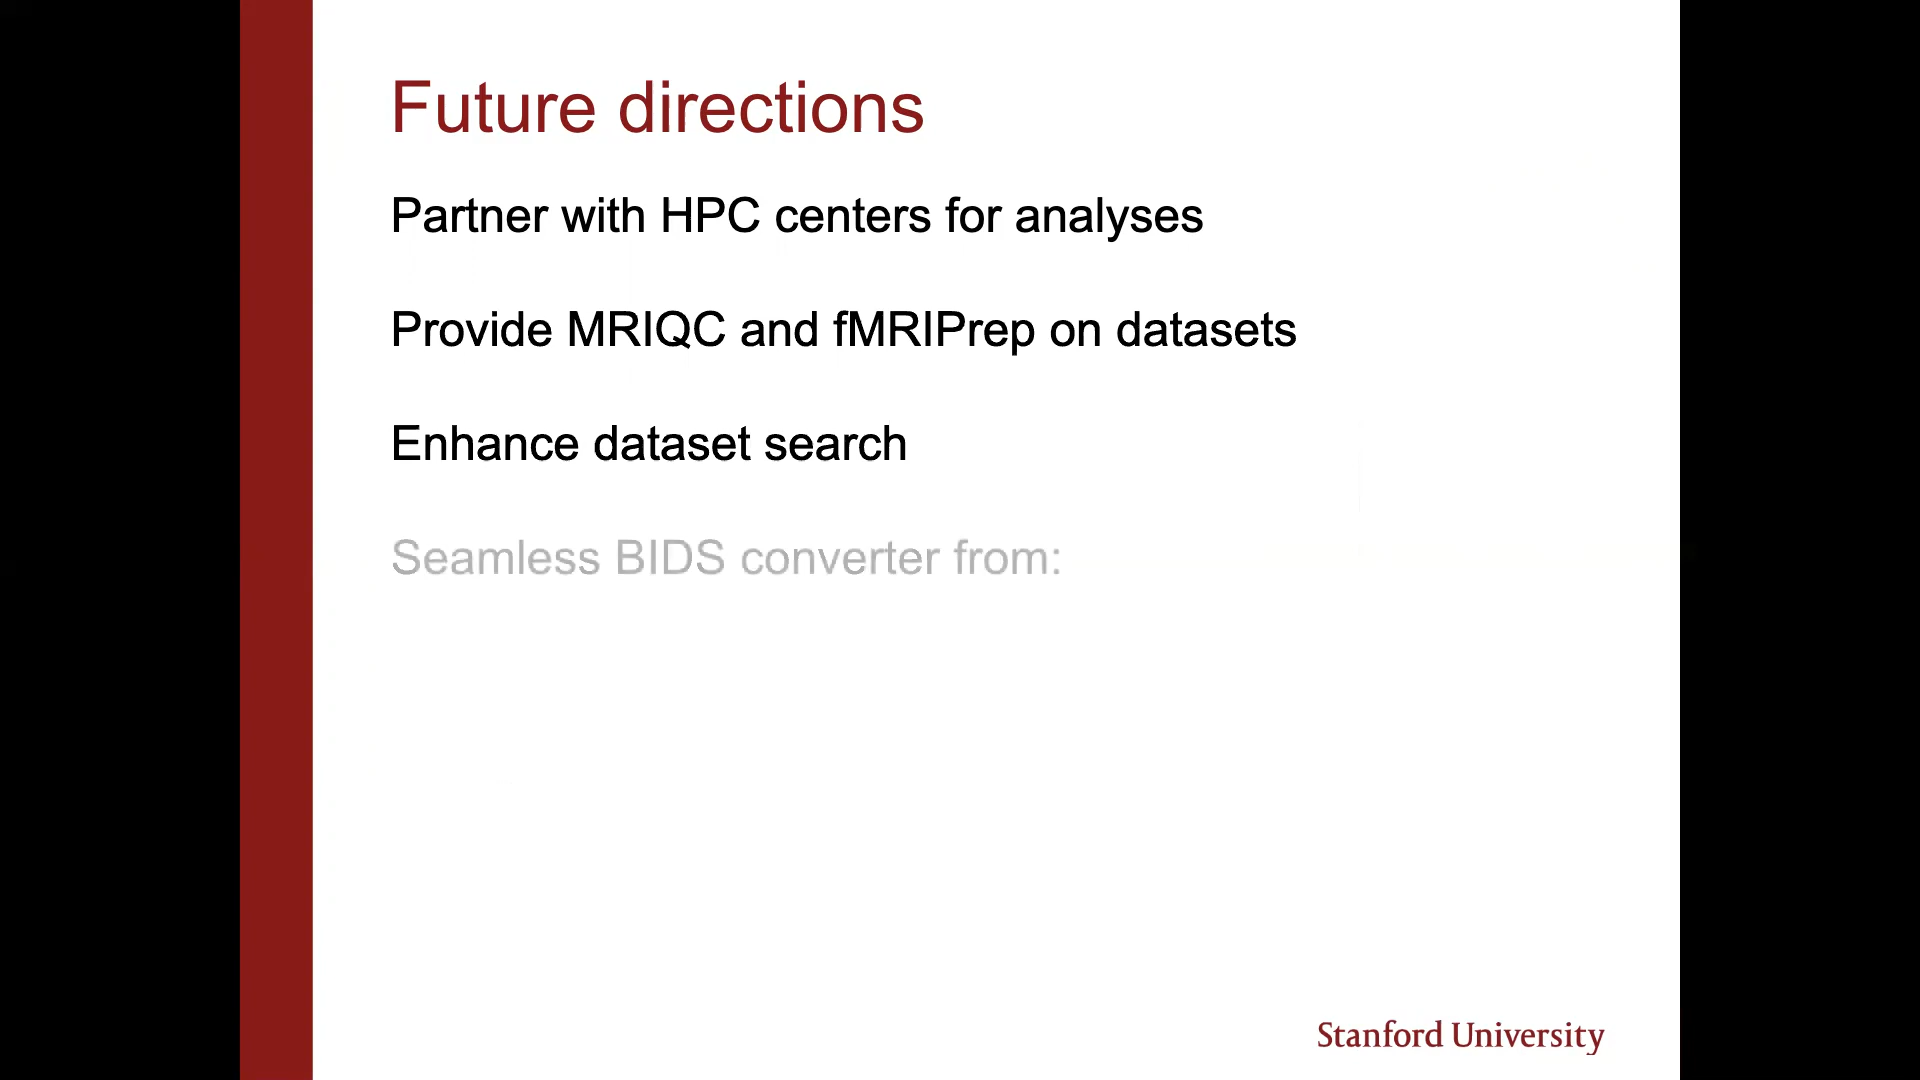 Future directions
Partner with HPC centers for analyses
Provide MRIQC and fMRIPrep on datasets
Enhance dataset search
Seamless BIDS converter from:
Stanford University